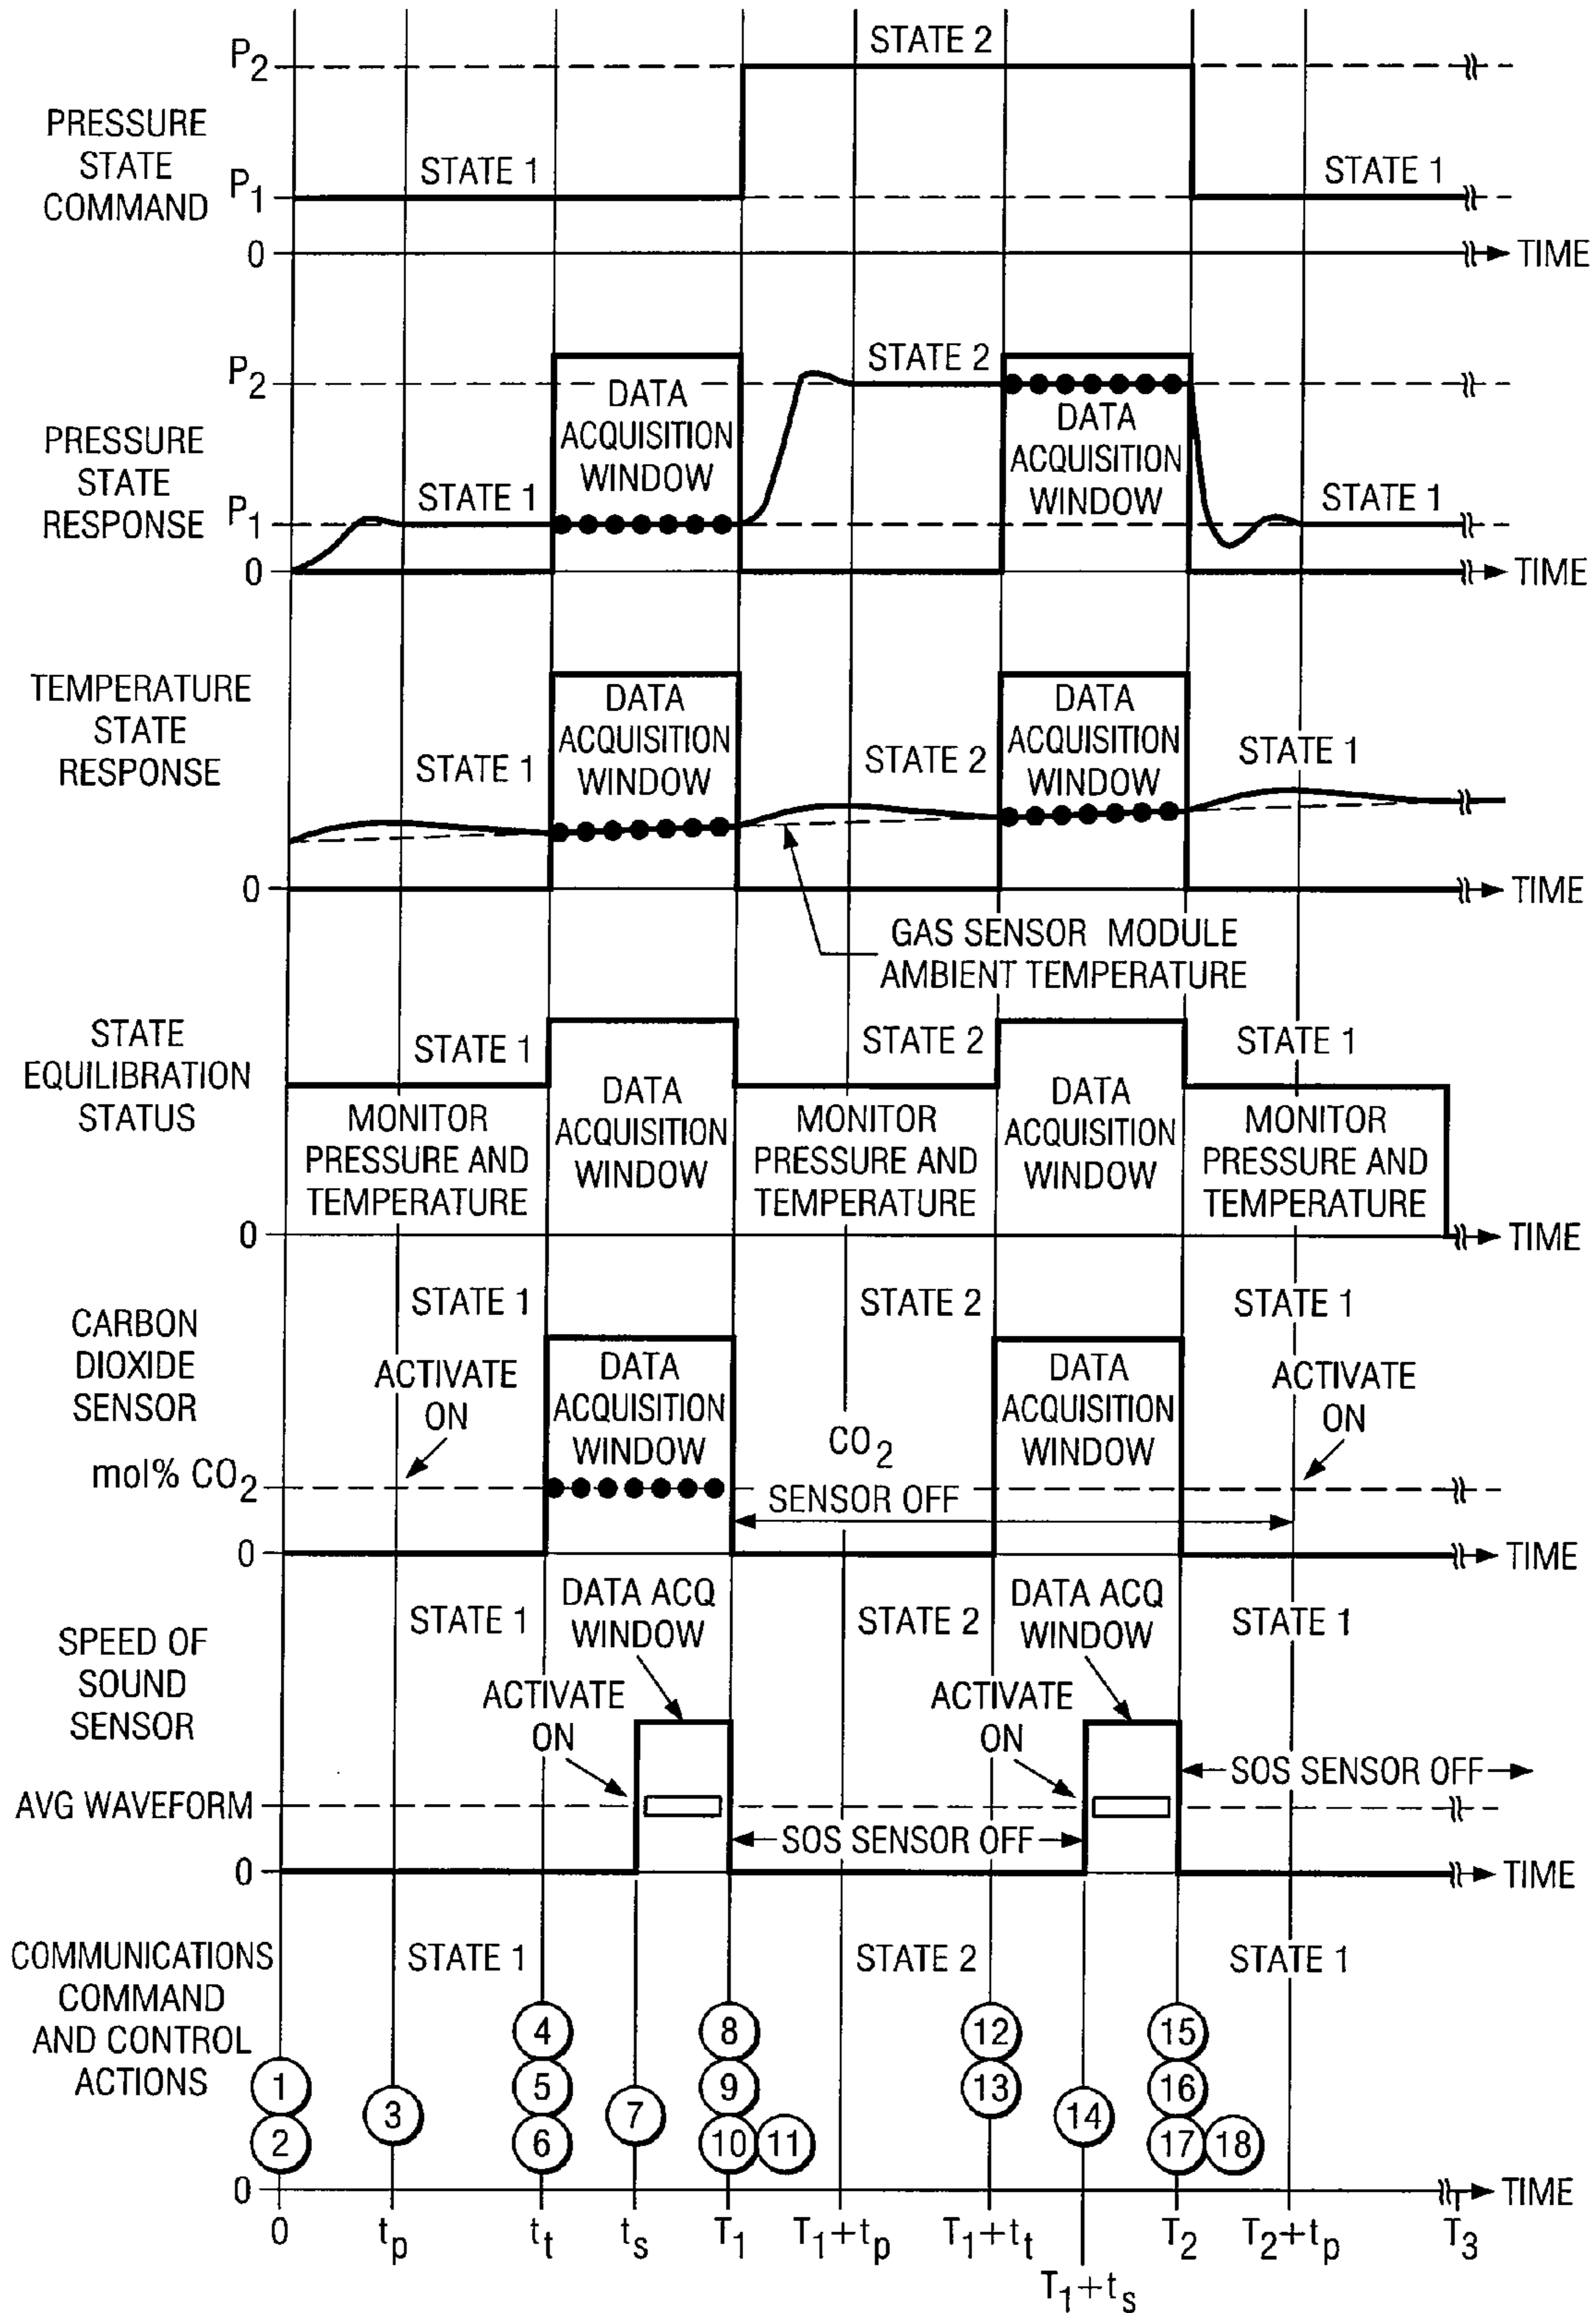 STATE 2
P2
PRESSURE
STATE
COMMAND
STATE 1
STATE 1
P1
0
TIME
STATE 2
P2
DATA
ACQUISITION
WINDOW
DATA
ACQUISITION
WINDOW
PRESSURE
STATE
RESPONSE
STATE 1
STATE 1
P1
0
TIME
TEMPERATURE
STATE
RESPONSE
STATE 1
DATA
ACQUISITION
WINDOW
STATE 2
DATA
ACQUISITION
WINDOW
STATE 1
0
TIME
GAS SENSOR MODULE
AMBIENT TEMPERATURE
STATE
EQUILIBRATION
STATUS
STATE 1
STATE 2
STATE 1
MONITOR
PRESSURE AND
TEMPERATURE
DATA
ACQUISITION
WINDOW
MONITOR
PRESSURE AND
TEMPERATURE
DATA
ACQUISITION
WINDOW
MONITOR
PRESSURE AND
TEMPERATURE
0
TIME
CARBON
DIOXIDE
SENSOR
STATE 1
STATE 2
STATE 1
ACTIVATE
ON
DATA
ACQUISITION
WINDOW
DATA
ACQUISITION
WINDOW
ACTIVATE
ON
mol% CO2
CO2
SENSOR OFF
0
TIME
SPEED OF
SOUND
SENSOR
STATE 1
DATA ACQ
WINDOW
STATE 2
DATA ACQ
WINDOW
STATE 1
ACTIVATE
ON
ACTIVATE
ON
SOS SENSOR OFF
AVG WAVEFORM
SOS SENSOR OFF
0
TIME
COMMUNICATIONS
COMMAND
AND CONTROL
ACTIONS
STATE 1
STATE 2
STATE 1
1
2
3
4
5
6
7
8
9
10
11
12
13
14
15
16
17
18
0
TIME
0
tp
tt
ts
T1
T1+tp
T1+tt
T1+ts
T2
T2+tp
T3